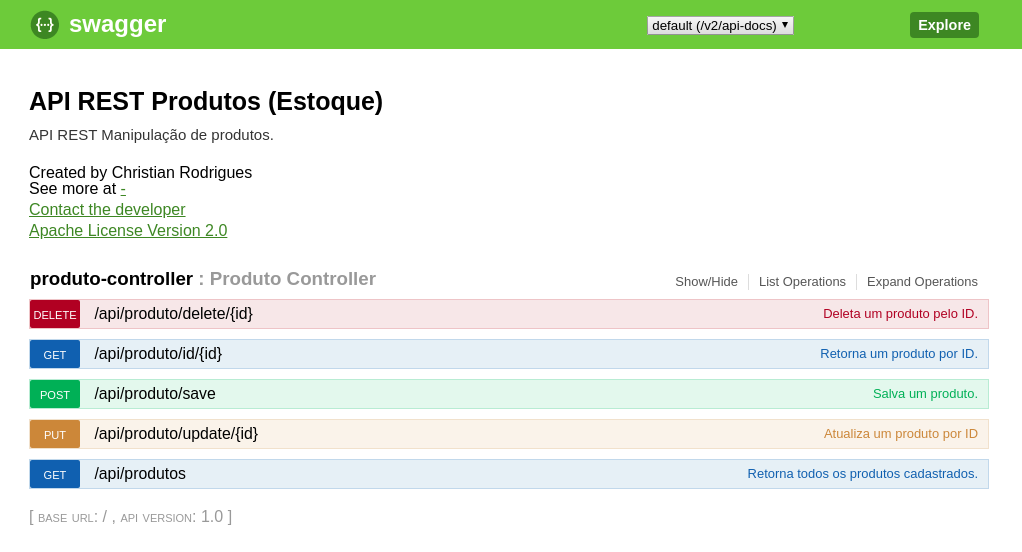 {···} swagger default (/v2/api-docs) Explore
API REST Produtos (Estoque)
API REST Manipulação de produtos.
Created by Christian Rodrigues
See more at -
Contact the developer
Apache License Version 2.0
produto-controller : Produto Controller Show/Hide List Operations Expand Operations
DELETE /api/produto/delete/{id} Deleta um produto pelo ID.
GET /api/produto/id/{id} Retorna um produto por ID.
POST /api/produto/save Salva um produto.
PUT /api/produto/update/{id} Atualiza um produto por ID
GET /api/produtos Retorna todos os produtos cadastrados.
[ BASE URL: / , API VERSION: 1.0 ]